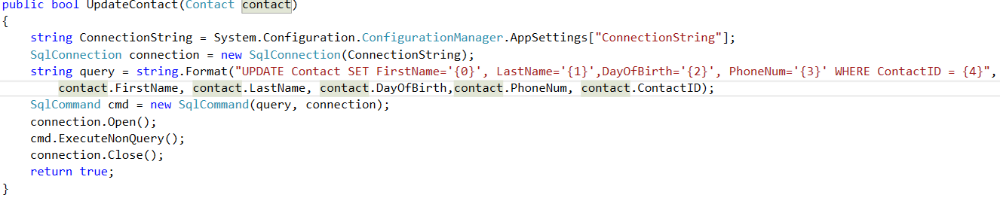 public bool UpdateContact(Contact contact)
{
string ConnectionString = System.Configuration.ConfigurationManager.AppSettings["ConnectionString"];
SqlConnection connection = new SqlConnection(ConnectionString);
string query = string.Format("UPDATE Contact SET FirstName='{0}', LastName='{1}',DayOfBirth='{2}', PhoneNum='{3}' WHERE ContactID = {4}",
contact.FirstName, contact.LastName, contact.DayOfBirth,contact.PhoneNum, contact.ContactID);
SqlCommand cmd = new SqlCommand(query, connection);
connection.Open();
cmd.ExecuteNonQuery();
connection.Close();
return true;
}